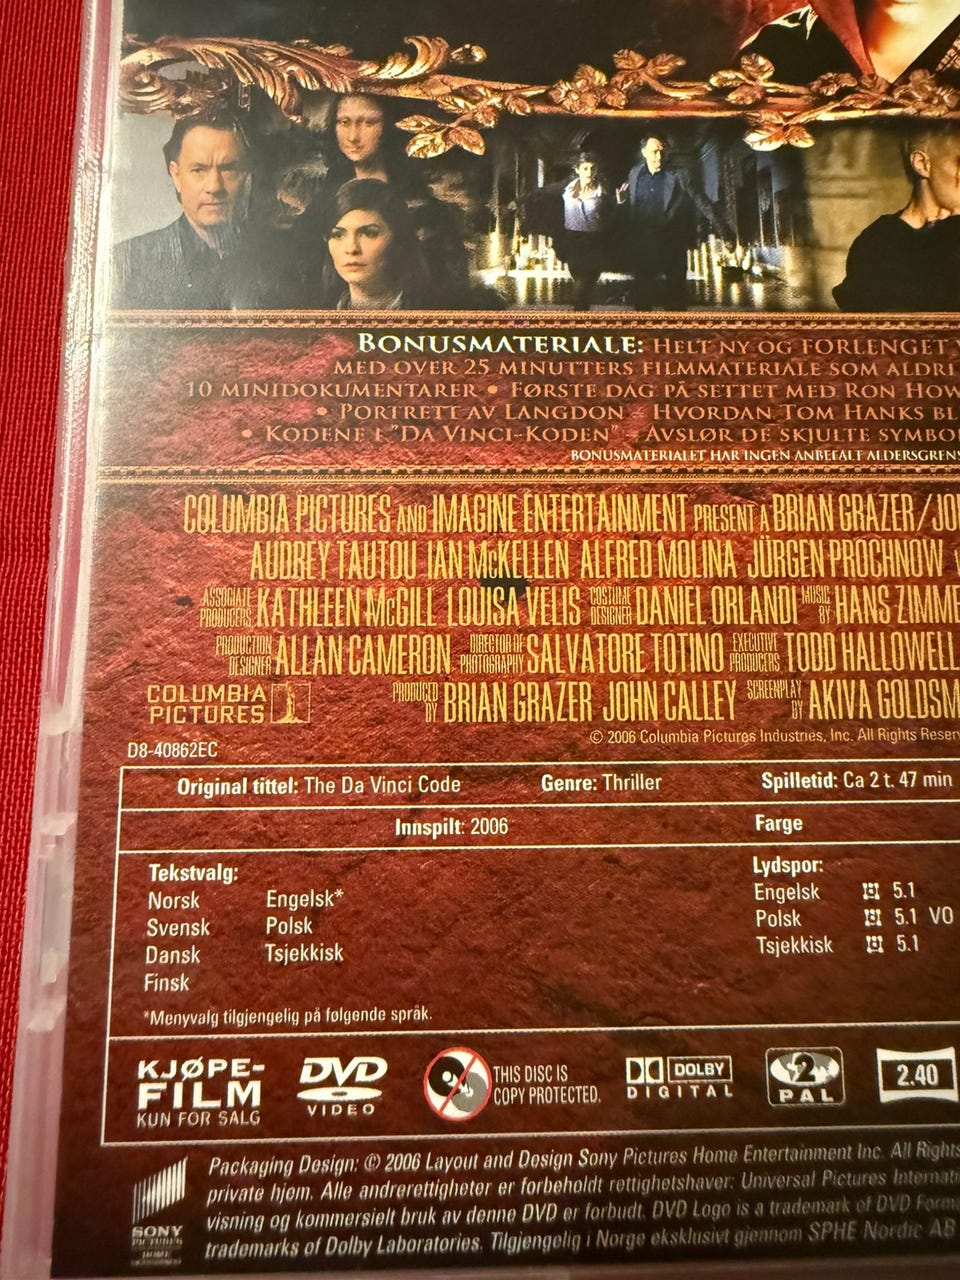 BONUSMATERIALE: HELT NY OG FORLENGET
MED OVER 25 MINUTTERS FILMMATERIALE SOM ALDRI
10 MINIDOKUMENTARER • FØRSTE DAG PÅ SETTET MED RON HOW
• PORTRETT AV LANGDON - HVORDAN TOM HANKS BL
• KODENE I "DA VINCI-KODEN" - AVSLØR DE SKJULTE SYMBO
BONUSMATERIALET HAR INGEN ANBEFALT ALDERSGRENS
COLUMBIA PICTURES AND IMAGINE ENTERTAINMENT PRESENT A BRIAN GRAZER/JO
AUDREY TAUTOU IAN McKELLEN ALFRED MOLINA JÜRGEN PROCHNOW
ASSOCIATE PRODUCERS KATHLEEN McGILL LOUISA VELIS COSTUME DESIGNER DANIEL ORLANDI MUSIC BY HANS ZIMME
PRODUCTION DESIGNER ALLAN CAMERON DIRECTOR OF PHOTOGRAPHY SALVATORE TOTINO EXECUTIVE PRODUCERS TODD HALLOWELL
COLUMBIA PICTURES PRODUCED BY BRIAN GRAZER JOHN CALLEY SCREENPLAY BY AKIVA GOLDSM
© 2006 Columbia Pictures Industries, Inc. All Rights Reser
D8-40862EC
Original tittel: The Da Vinci Code Genre: Thriller Spilletid: Ca 2 t. 47 min
Innspilt: 2006 Farge
Tekstvalg: Lydspor:
Norsk Engelsk* Engelsk 5.1
Svensk Polsk Polsk 5.1 VO
Dansk Tsjekkisk Tsjekkisk 5.1
Finsk
*Menyvalg tilgjengelig på følgende språk.
KJØPE-
FILM
KUN FOR SALG
DVD
VIDEO
THIS DISC IS
COPY PROTECTED.
DOLBY
DIGITAL
2
PAL
2.40
Packaging Design: © 2006 Layout and Design Sony Pictures Home Entertainment Inc. All Rights
private hjem. Alle andrerettigheter er forbeholdt rettighetshaver: Universal Pictures Internati
visning og kommersielt bruk av denne DVD er forbudt. DVD Logo is a trademark of DVD Form
trademarks of Dolby Laboratories. Tilgjengelig i Norge eksklusivt gjennom SPHE Nordic AB
SONY
PICTURES
HOME
ENTERTAINMENT